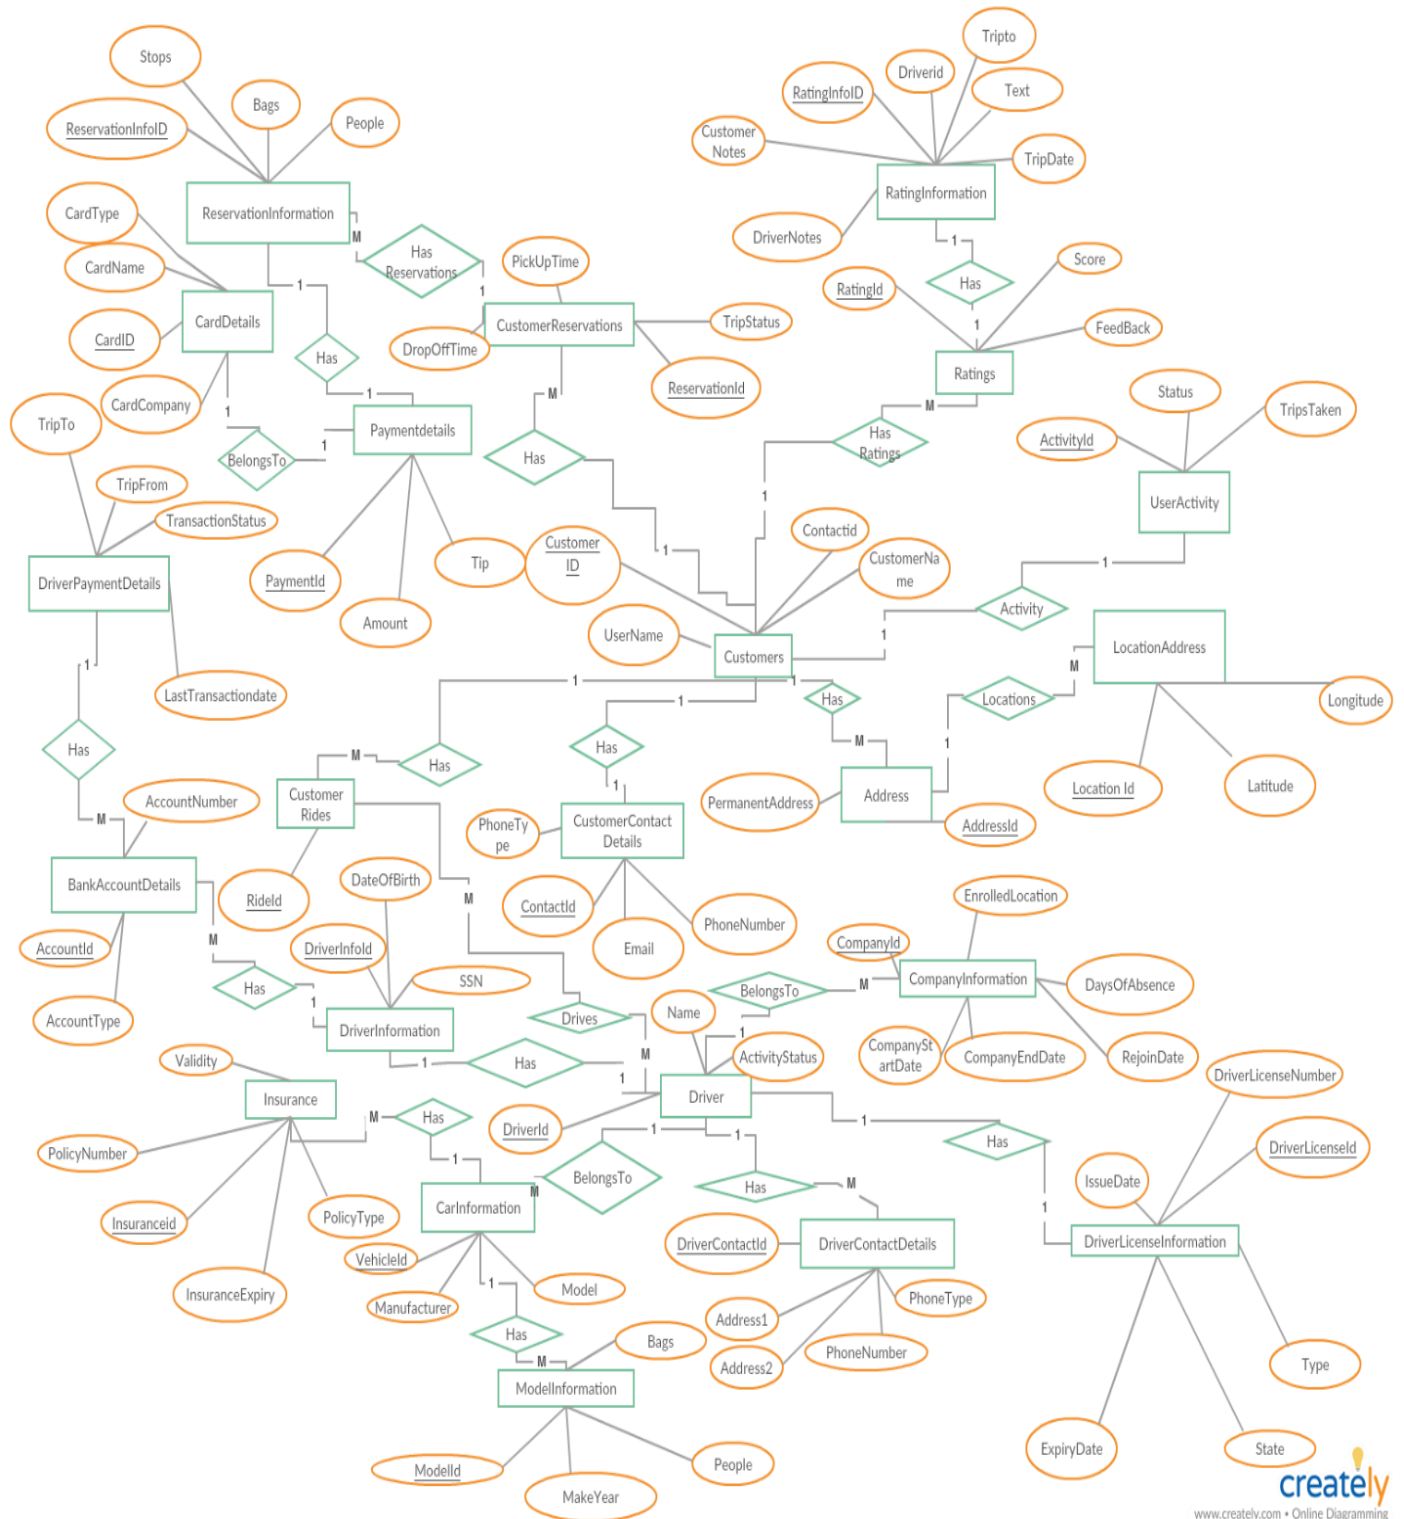 Stops
Bags
ReservationInfoID
People
ReservationInformation
CardType
CardName
CardDetails
CardID
CardCompany
M
Has
Reservations
1
1
Has
1
PickUpTime
CustomerReservations
TripStatus
DropOffTime
ReservationId
M
Has
1
Tripto
Driverid
RatingInfoID
Text
Customer
Notes
TripDate
RatingInformation
DriverNotes
1
Has
1
Score
RatingId
FeedBack
Ratings
M
Has
Ratings
1
Status
TripsTaken
ActivityId
UserActivity
1
Activity
1
Paymentdetails
1
BelongsTo
1
PaymentId
Amount
Tip
TripTo
TripFrom
TransactionStatus
DriverPaymentDetails
LastTransactiondate
1
Has
M
Customer
ID
Contactid
CustomerNa
me
UserName
Customers
LocationAddress
M
Locations
1
Longitude
Location Id
Latitude
1
Has
M
Address
PermanentAddress
AddressId
1
Has
M
1
Has
1
Customer
Rides
RideId
M
PhoneTy
pe
CustomerContact
Details
ContactId
Email
PhoneNumber
AccountNumber
BankAccountDetails
AccountId
AccountType
M
Has
1
DateOfBirth
DriverInfoId
SSN
DriverInformation
1
Has
1
Drives
M
EnrolledLocation
CompanyId
CompanyInformation
DaysOfAbsence
BelongsTo
M
1
CompanySt
artDate
CompanyEndDate
RejoinDate
Name
ActivityStatus
Driver
DriverId
Validity
Insurance
PolicyNumber
Insuranceid
PolicyType
InsuranceExpiry
M
Has
1
1
BelongsTo
M
1
Has
M
1
Has
1
DriverLicenseNumber
DriverLicenseId
IssueDate
DriverLicenseInformation
Type
ExpiryDate
State
CarInformation
VehicleId
Manufacturer
Model
1
Has
M
DriverContactId
DriverContactDetails
Address1
Address2
PhoneNumber
PhoneType
Bags
ModelInformation
ModelId
MakeYear
People
creately
www.creately.com • Online Diagramming